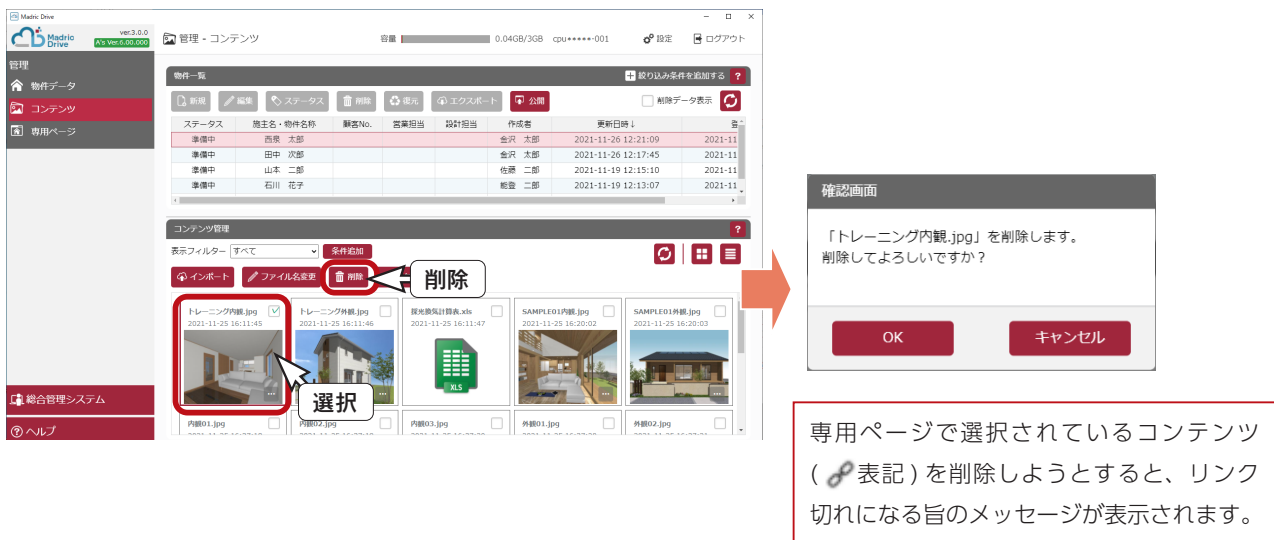 Madric Drive
Madric Drive
ver.3.0.0
A's Ver.6.00.000
管理 - コンテンツ
容量
0.04GB/3GB
cpu*****-001
設定
ログアウト
管理
物件データ
コンテンツ
専用ページ
総合管理システム
ヘルプ
物件一覧
絞り込み条件を追加する ?
新規 編集 ステータス 削除 復元 エクスポート 公開 削除データ表示
ステータス 施主名・物件名称 顧客No. 営業担当 設計担当 作成者 更新日時↓
準備中 西泉 太郎 金沢 太郎 2021-11-26 12:21:09 2021-11
準備中 田中 次郎 金沢 太郎 2021-11-26 12:17:45 2021-11
準備中 山本 二郎 佐藤 二郎 2021-11-19 12:15:10 2021-11
準備中 石川 花子 能登 二郎 2021-11-19 12:13:07 2021-11
コンテンツ管理 ?
表示フィルター すべて 条件追加
インポート ファイル名変更 削除
削除
トレーニング内観.jpg トレーニング外観.jpg 採光換気計算表.xls SAMPLE01内観.jpg SAMPLE01外観.jpg
2021-11-25 16:11:45 2021-11-25 16:11:46 2021-11-25 16:11:47 2021-11-25 16:20:02 2021-11-25 16:20:03
XLS
選択
内観01.jpg 内観02.jpg 内観03.jpg 外観01.jpg 外観02.jpg
確認画面
「トレーニング内観.jpg」を削除します。
削除してよろしいですか？
OK キャンセル
専用ページで選択されているコンテンツ
( 表記 ) を削除しようとすると、リンク
切れになる旨のメッセージが表示されます。